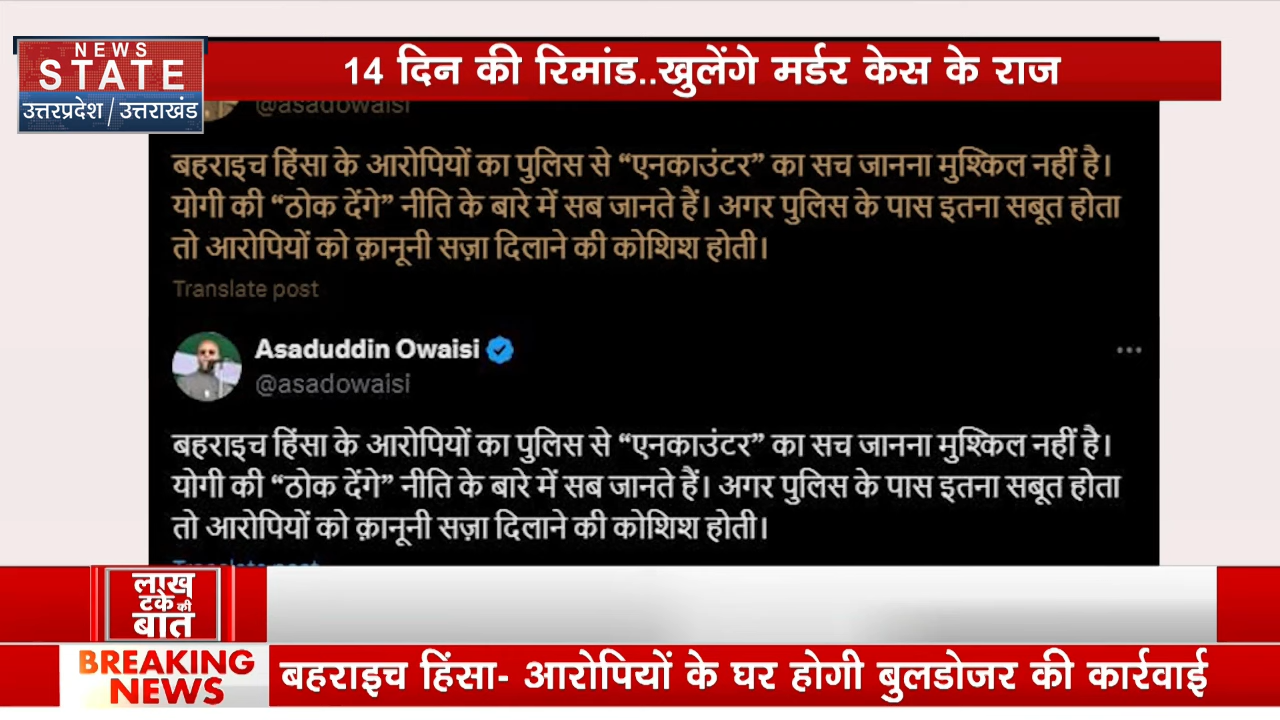 NEWS
STATE
उत्तरप्रदेश / उत्तराखंड
14 दिन की रिमांड..खुलेंगे मर्डर केस के राज
@asadowaisi
बहराइच हिंसा के आरोपियों का पुलिस से “एनकाउंटर” का सच जानना मुश्किल नहीं है।
योगी की “ठोक देंगे” नीति के बारे में सब जानते हैं। अगर पुलिस के पास इतना सबूत होता
तो आरोपियों को क़ानूनी सज़ा दिलाने की कोशिश होती।
Translate post
Asaduddin Owaisi
@asadowaisi
बहराइच हिंसा के आरोपियों का पुलिस से “एनकाउंटर” का सच जानना मुश्किल नहीं है।
योगी की “ठोक देंगे” नीति के बारे में सब जानते हैं। अगर पुलिस के पास इतना सबूत होता
तो आरोपियों को क़ानूनी सज़ा दिलाने की कोशिश होती।
लाख
टके की
बात
BREAKING
NEWS
बहराइच हिंसा- आरोपियों के घर होगी बुलडोजर की कार्रवाई